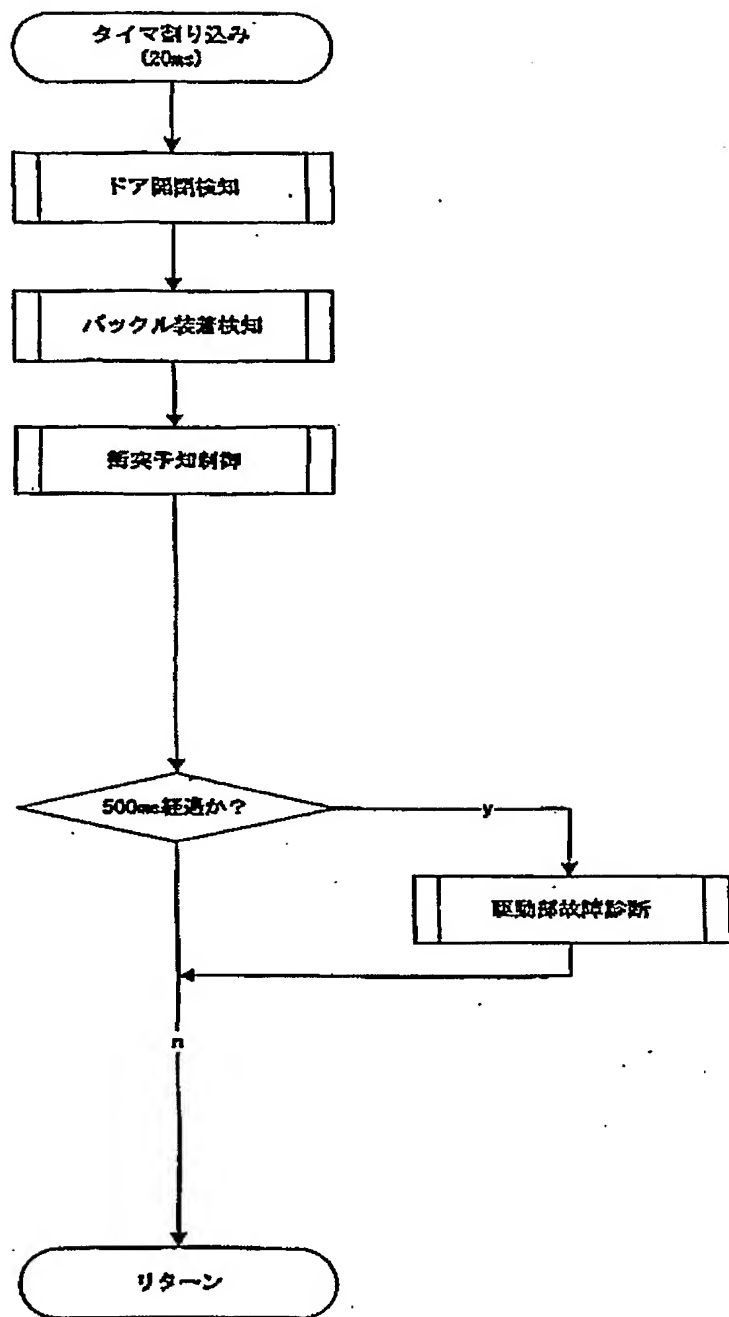 タイマ割り込み
(20ms)
ドア開閉検知
バックル装着検知
衝突予知制御
500ms経過か？
y
駆動部故障診断
n
リターン